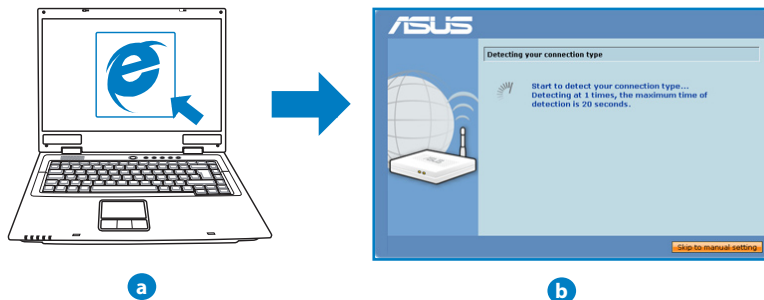 ASUS
Detecting your connection type
Start to detect your connection type...
Detecting at 1 times, the maximum time of
detection is 20 seconds.
ASUS
Skip to manual setting
a
b